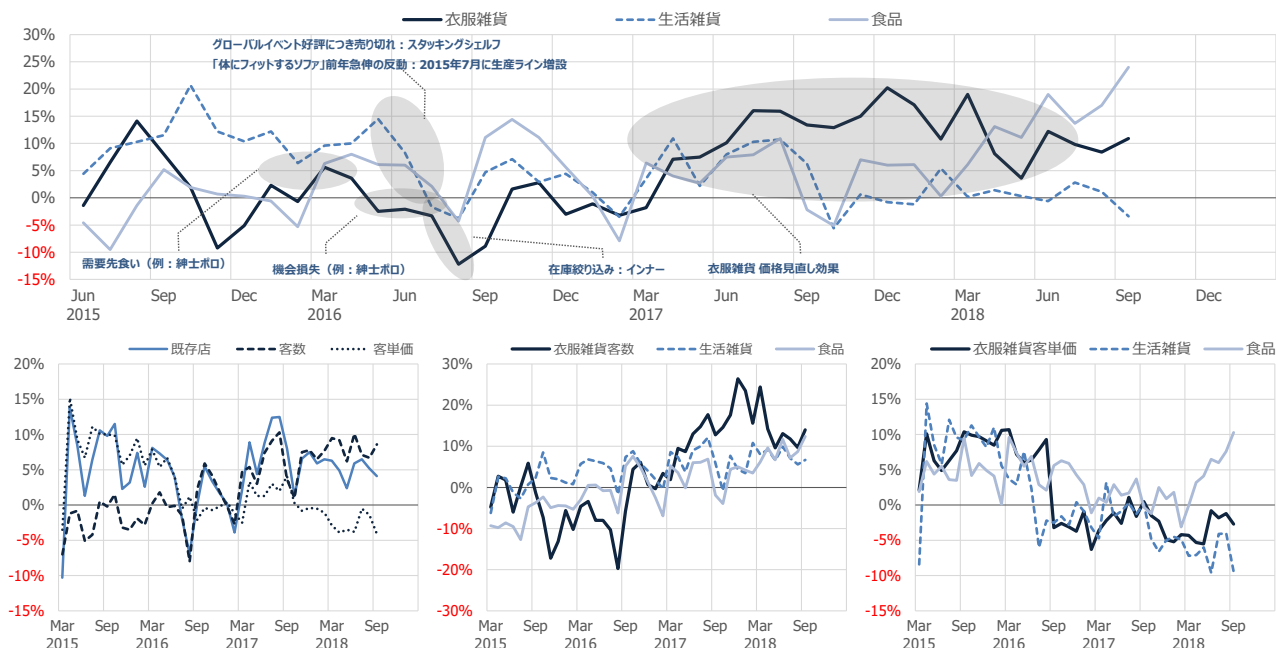 衣服雑貨 生活雑貨 食品
30%
25%
20%
15%
10%
5%
0%
-5%
-10%
-15%
グローバルイベント好評につき売り切れ：スタッキングシェルフ
「体にフィットするソファ」前年急伸の反動：2015年7月に生産ライン増設
需要先食い（例：紳士ポロ）
機会損失（例：紳士ポロ）
在庫絞り込み：インナー
衣服雑貨 価格見直し効果
Jun Sep Dec Mar Jun Sep Dec Mar Jun Sep Dec Mar Jun Sep Dec
2015 2016 2017 2018
既存店 客数 客単価
20%
15%
10%
5%
0%
-5%
-10%
-15%
Mar Sep Mar Sep Mar Sep Mar Sep
2015 2016 2017 2018
衣服雑貨客数 生活雑貨 食品
30%
20%
10%
0%
-10%
-20%
-30%
Mar Sep Mar Sep Mar Sep Mar Sep
2015 2016 2017 2018
衣服雑貨客単価 生活雑貨 食品
20%
15%
10%
5%
0%
-5%
-10%
-15%
Mar Sep Mar Sep Mar Sep Mar Sep
2015 2016 2017 2018